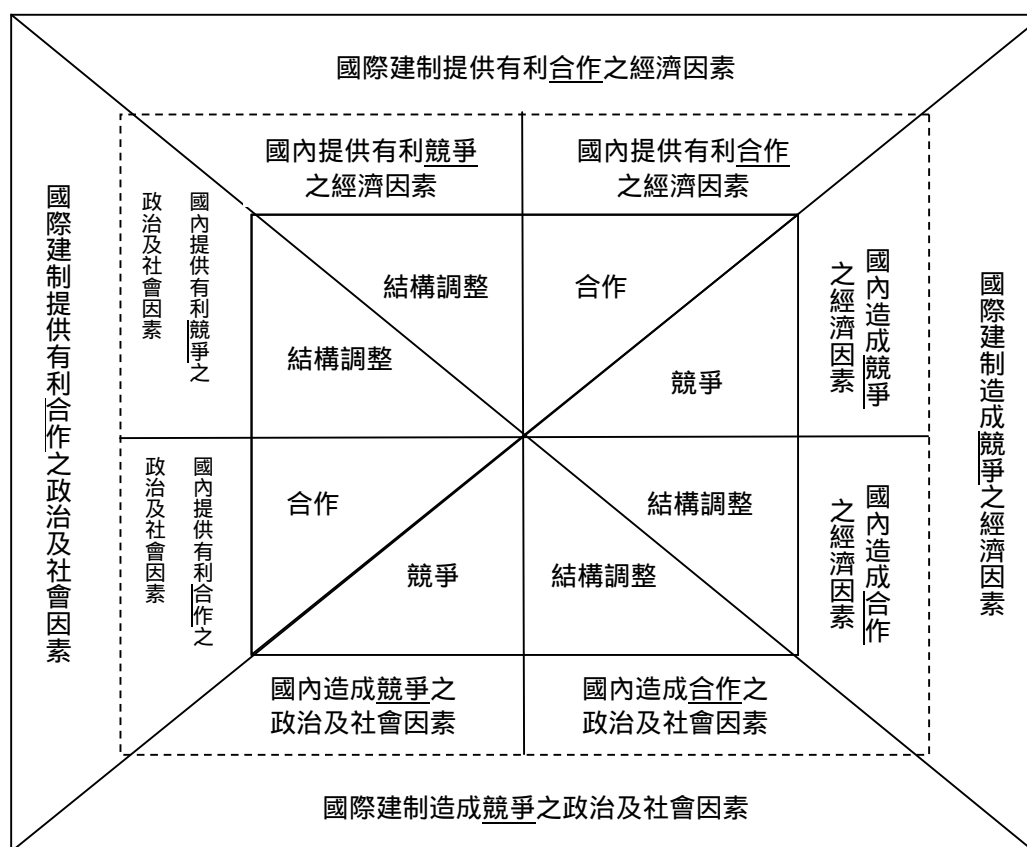 國際建制提供有利合作之經濟因素
國內提供有利競爭
之經濟因素
國內提供有利合作
之經濟因素
國際建制提供有利合作之政治及社會因素
國內提供有利競爭之
政治及社會因素
結構調整
合作
結構調整
競爭
國內造成競爭
之經濟因素
國際建制造成競爭之經濟因素
國內提供有利合作之
政治及社會因素
合作
結構調整
競爭
結構調整
國內造成合作
之經濟因素
國內造成競爭之
政治及社會因素
國內造成合作之
政治及社會因素
國際建制造成競爭之政治及社會因素